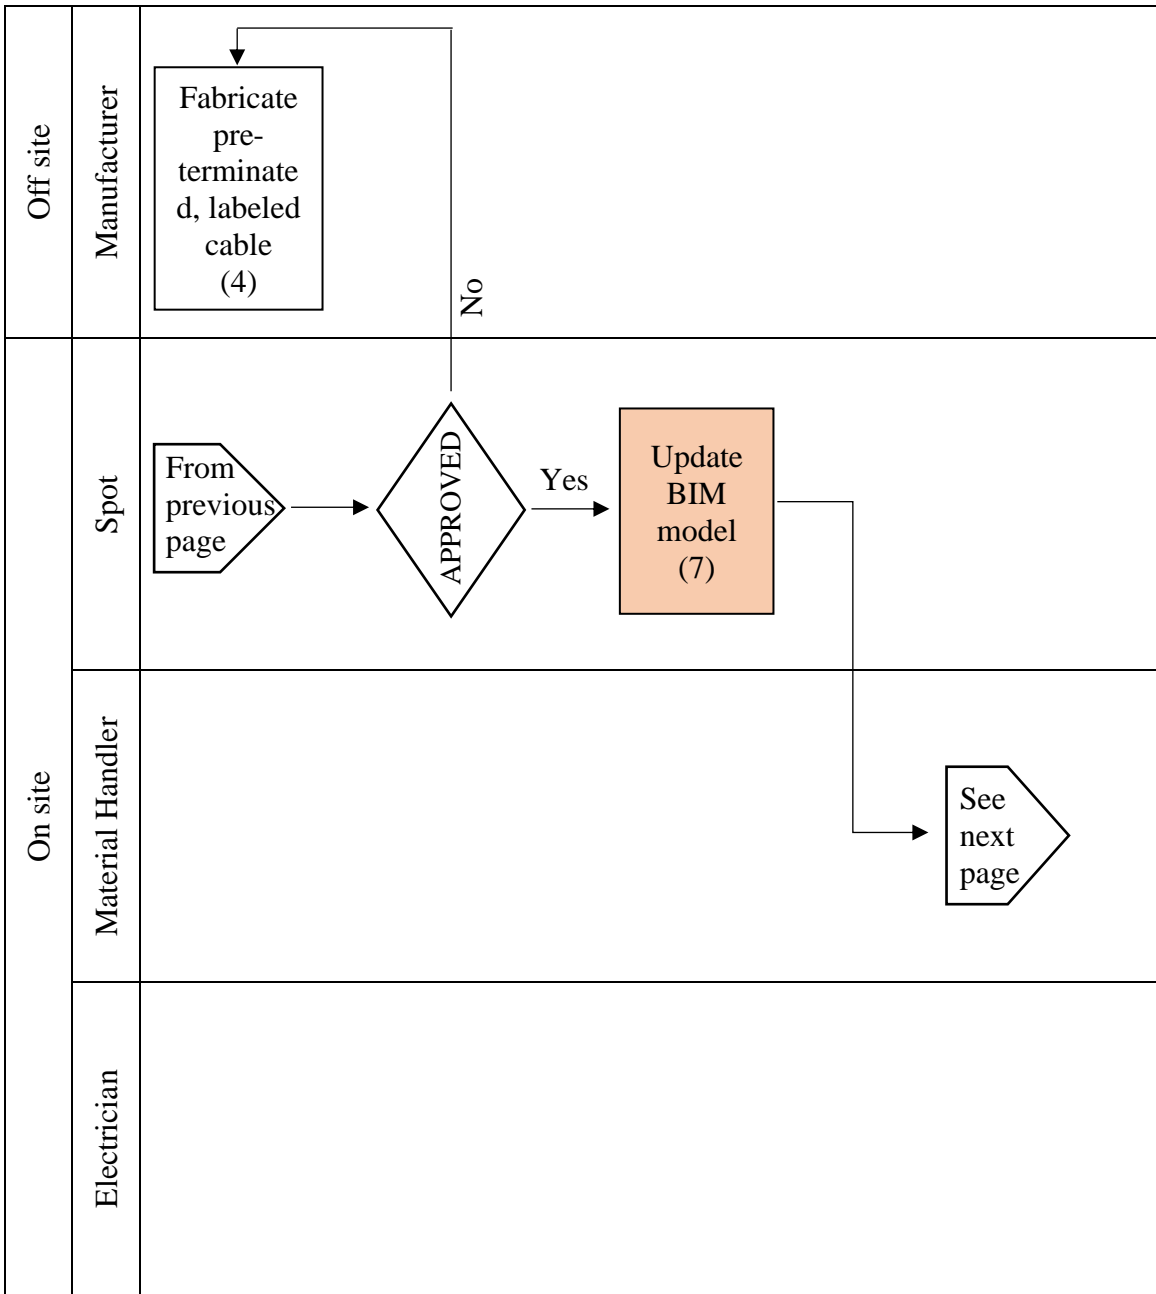 Off site
Manufacturer
Fabricate
pre-
terminate
d, labeled
cable
(4)
No
On site
Spot
From
previous
page
APPROVED
Yes
Update
BIM
model
(7)
Material Handler
See
next
page
Electrician